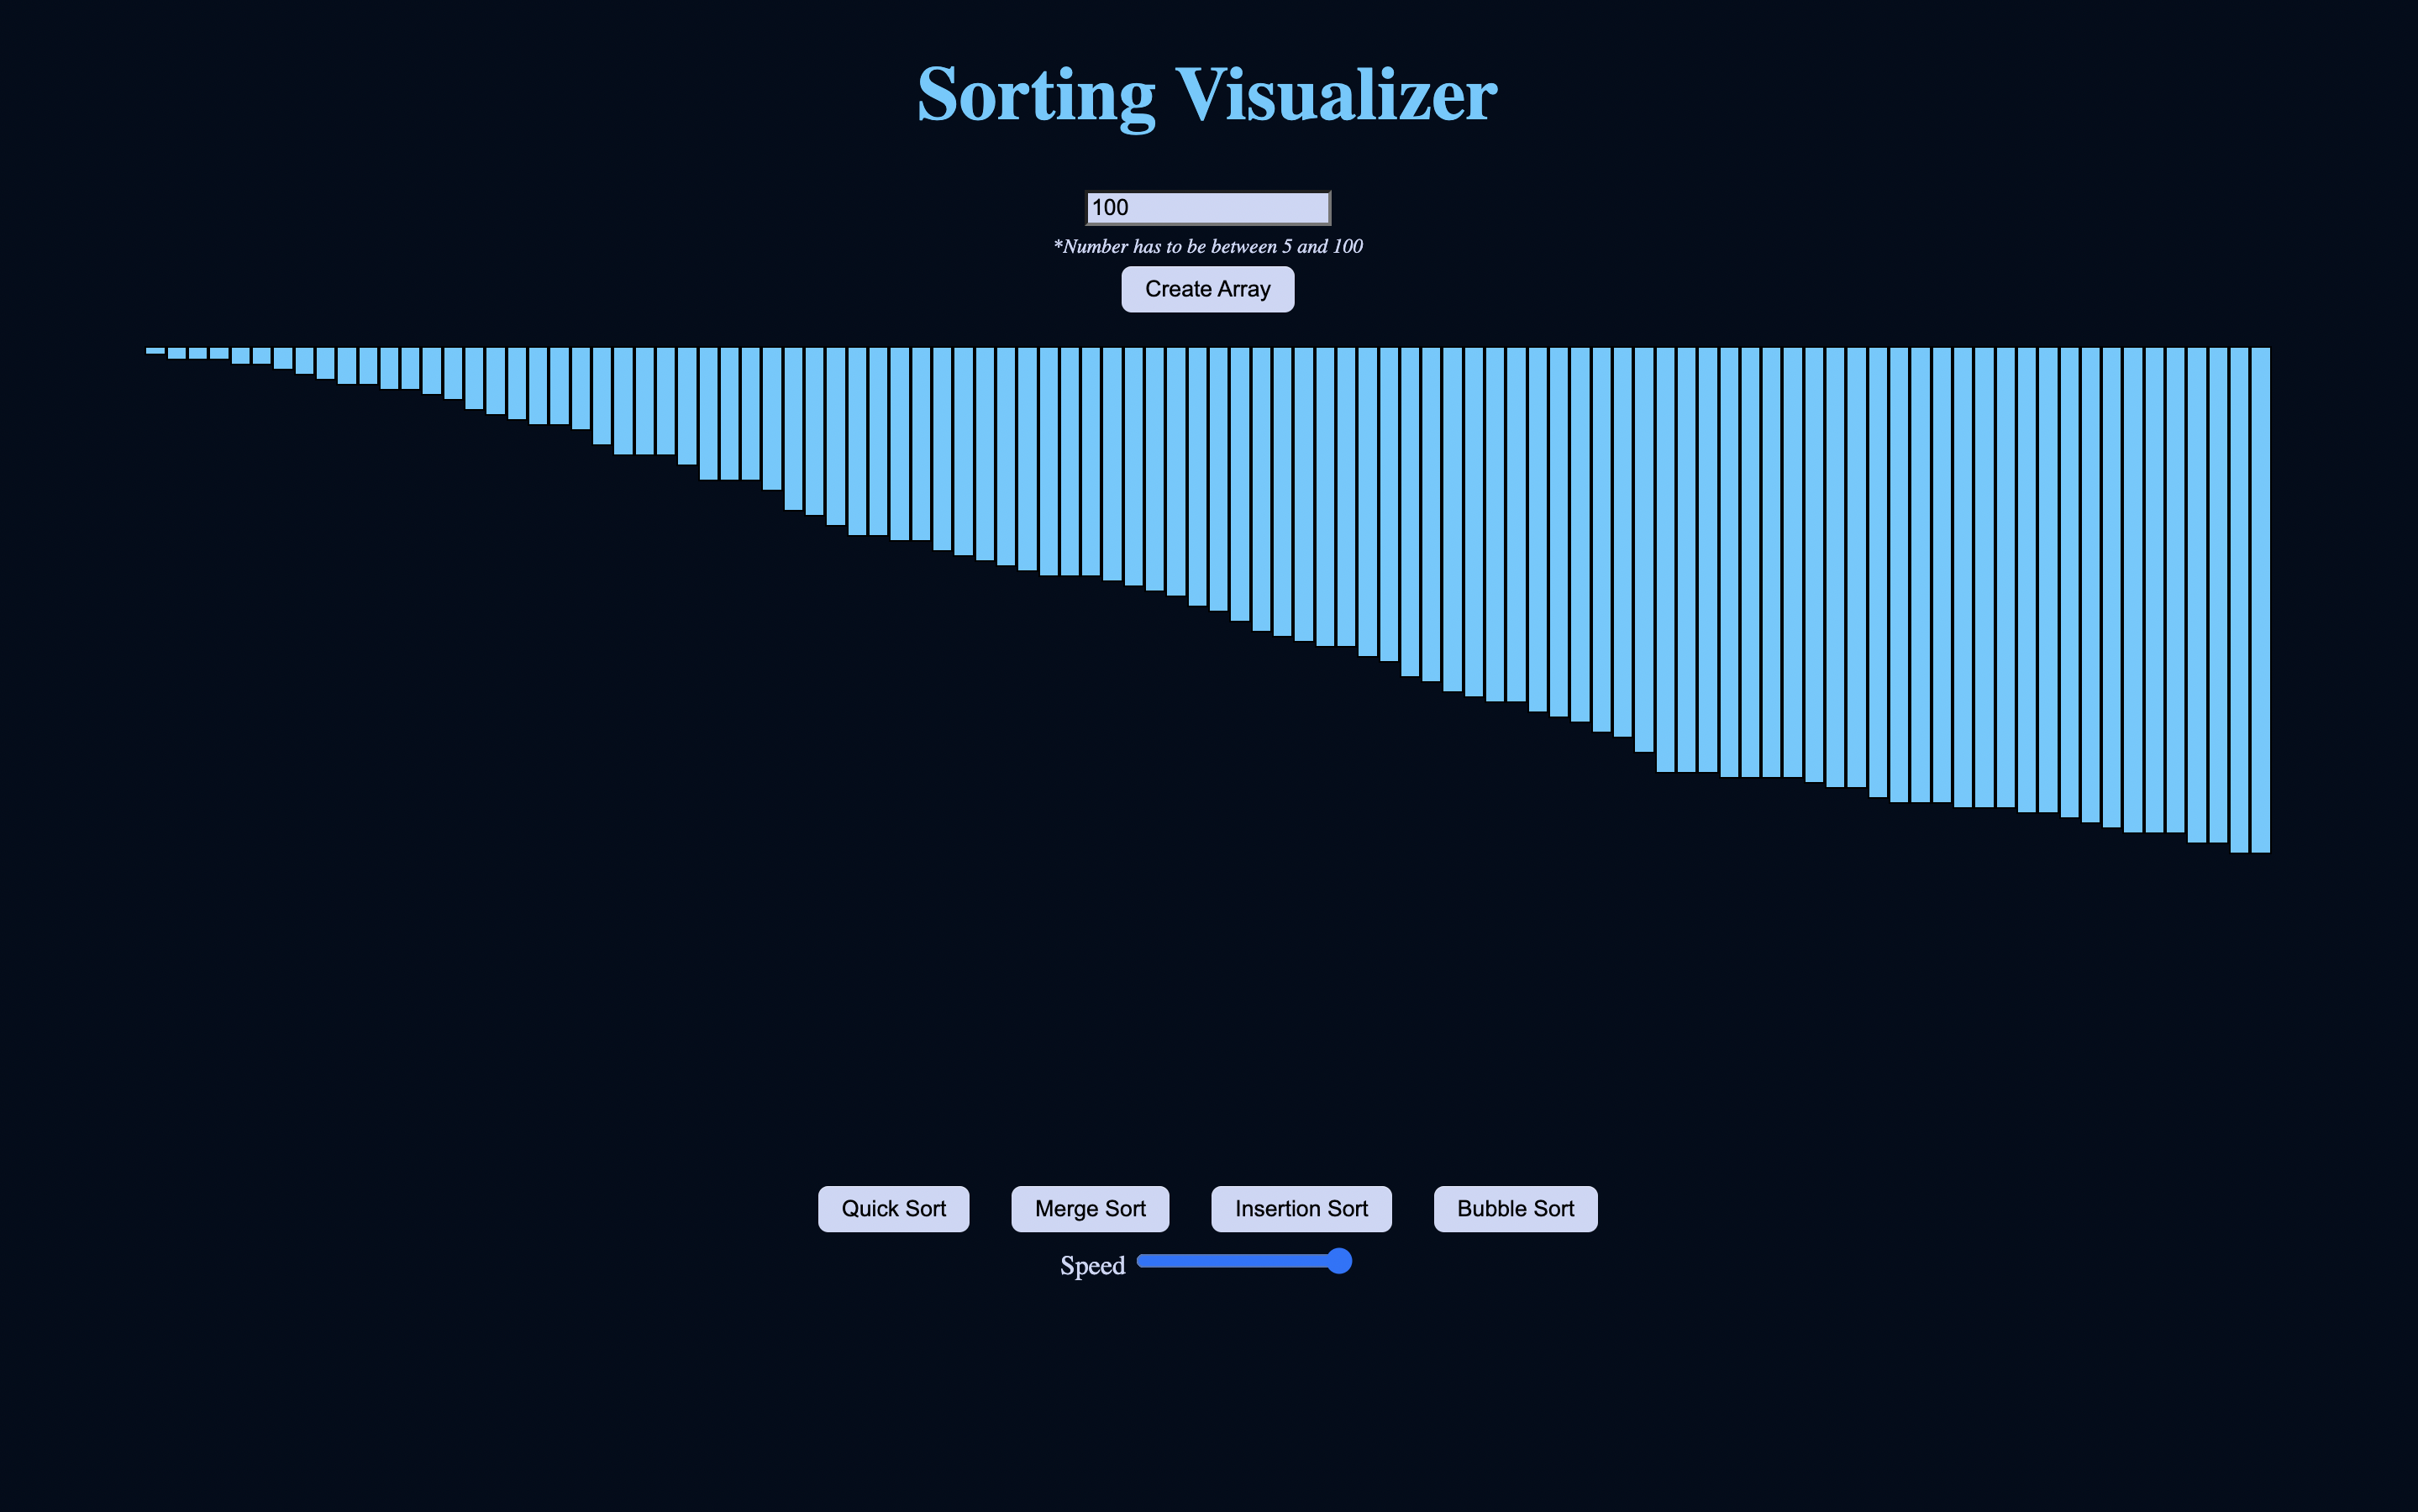 Sorting Visualizer
100
*Number has to be between 5 and 100
Create Array
Quick Sort Merge Sort Insertion Sort Bubble Sort
Speed